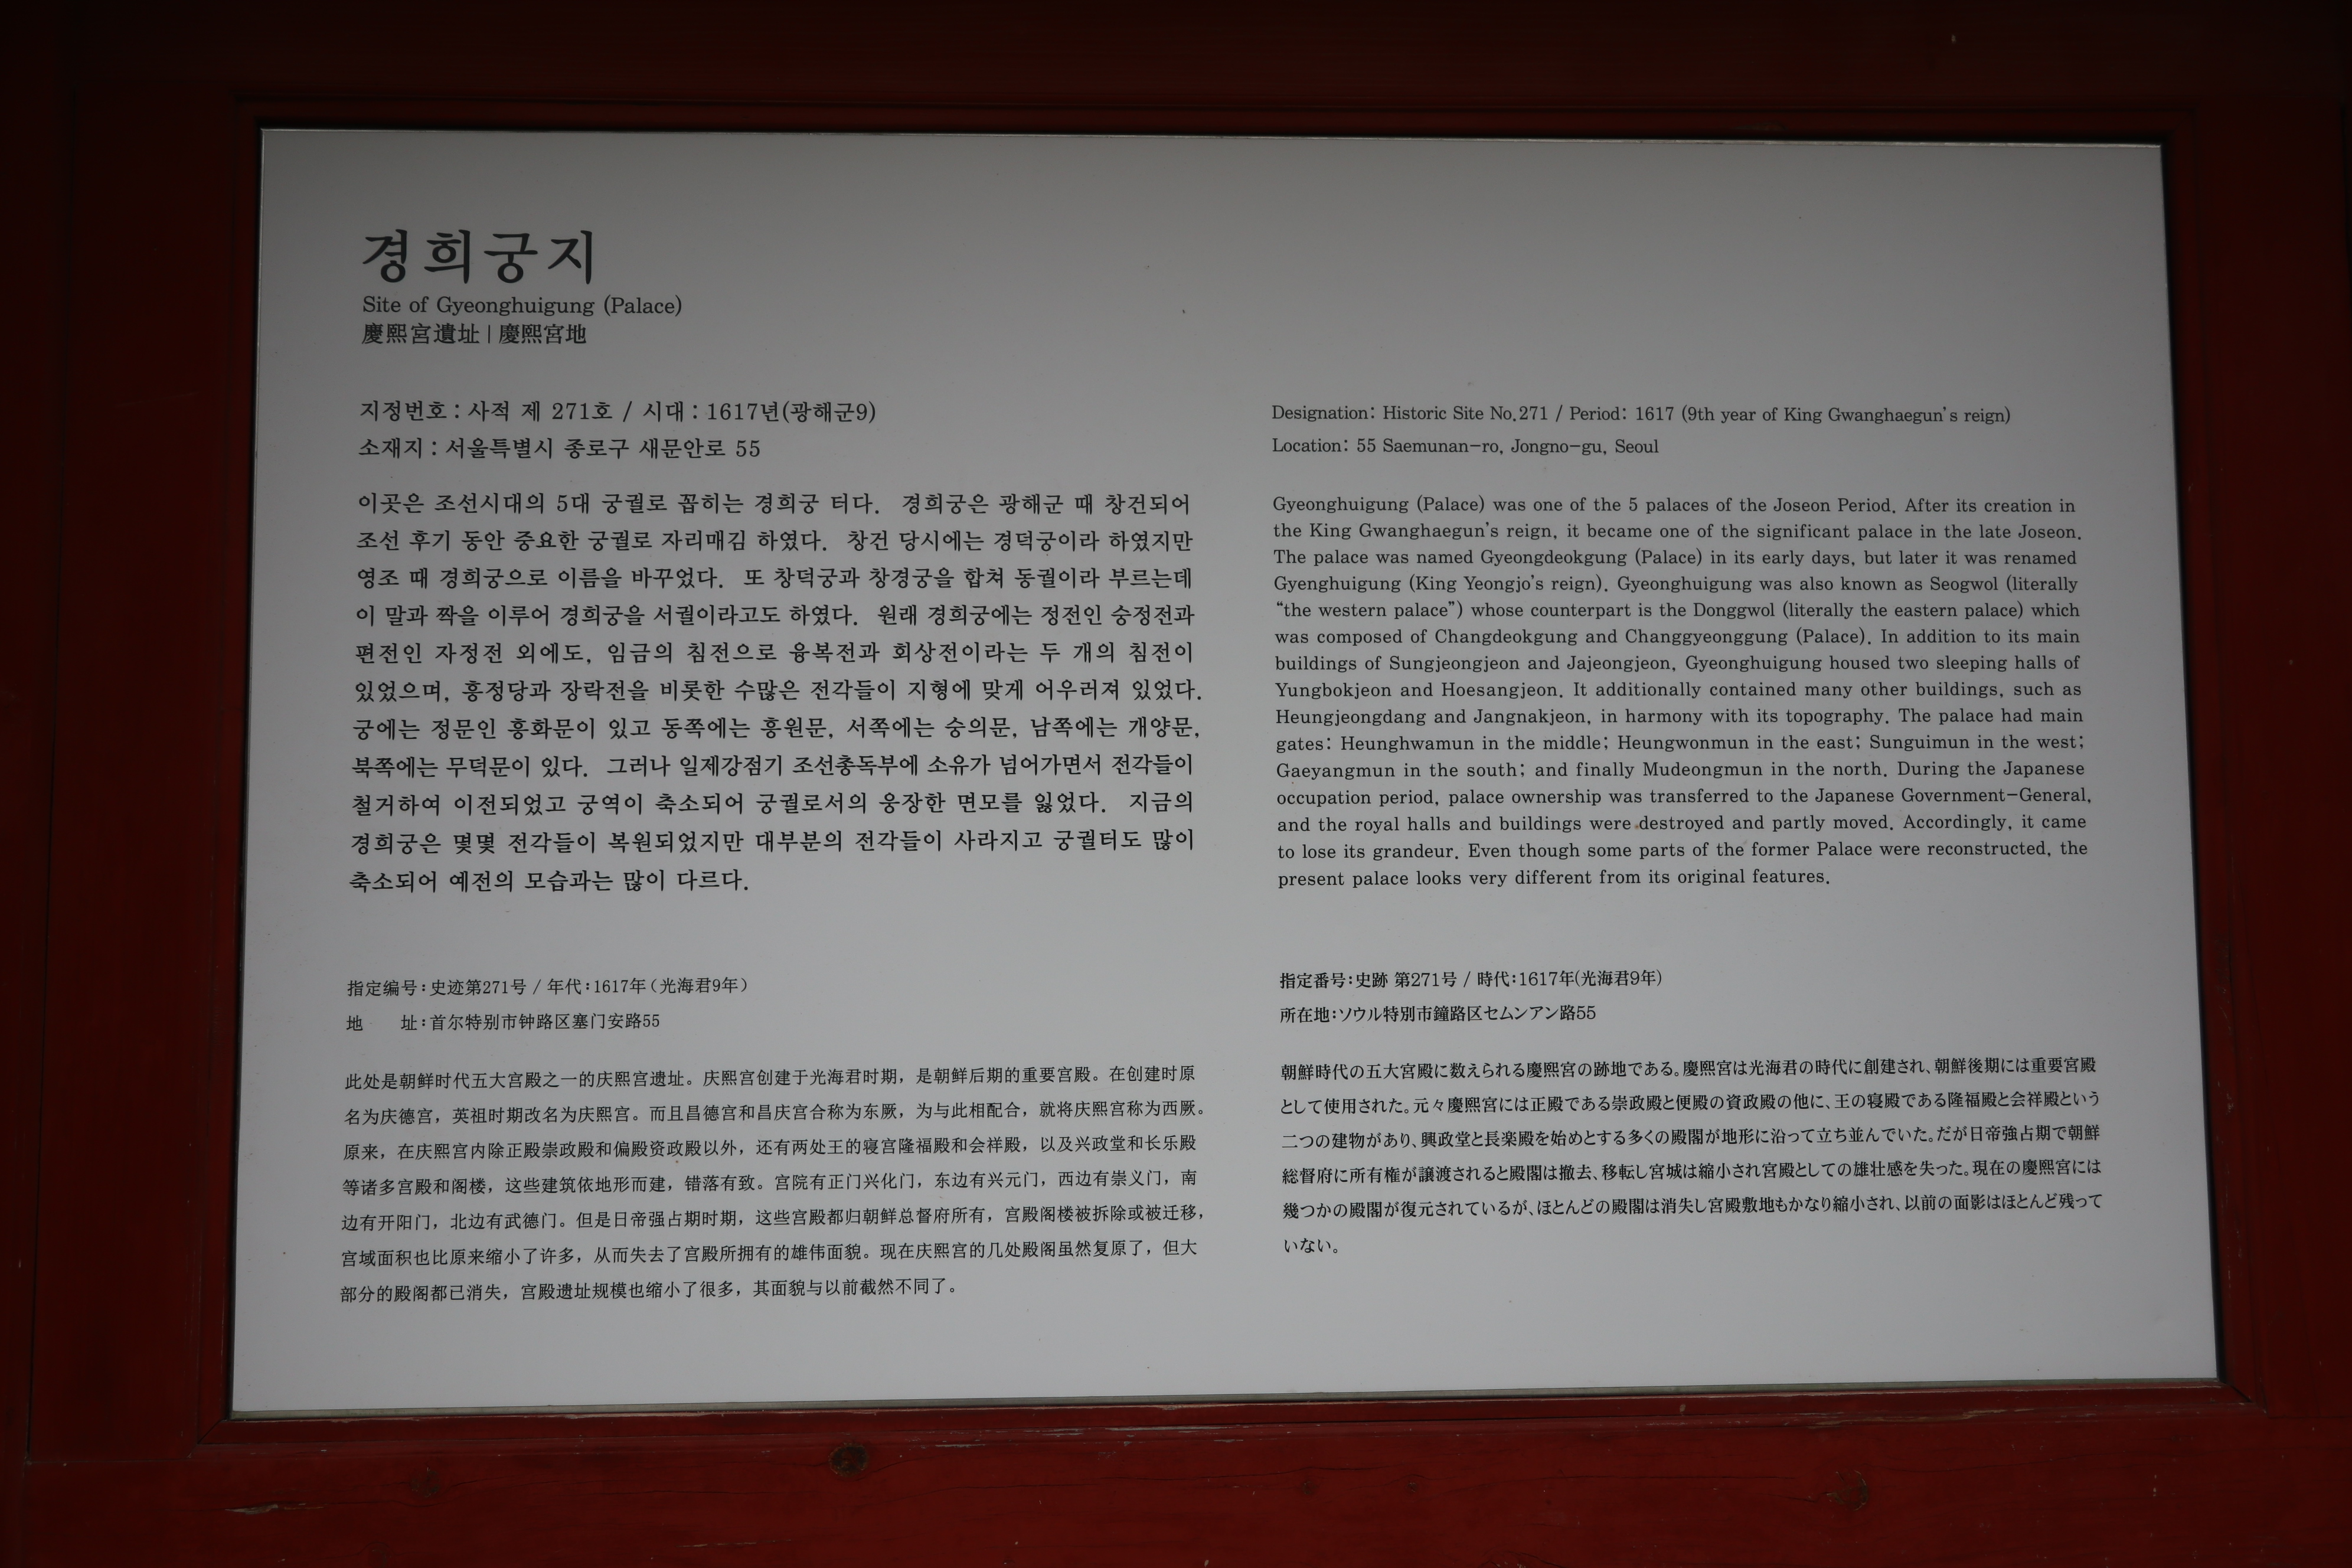 경희궁지
Site of Gyeonghuigung (Palace)
慶熙宮遺址 | 慶熙宮地
지정번호 : 사적 제 271호 / 시대 : 1617년(광해군9)
소재지 : 서울특별시 종로구 새문안로 55
이곳은 조선시대의 5대 궁궐로 꼽히는 경희궁 터다. 경희궁은 광해군 때 창건되어
조선 후기 동안 중요한 궁궐로 자리매김 하였다. 창건 당시에는 경덕궁이라 하였지만
영조 때 경희궁으로 이름을 바꾸었다. 또 창덕궁과 창경궁을 합쳐 동궐이라 부르는데
이 말과 짝을 이루어 경희궁을 서궐이라고도 하였다. 원래 경희궁에는 정전인 숭정전과
편전인 자정전 외에도, 임금의 침전으로 융복전과 회상전이라는 두 개의 침전이
있었으며, 흥정당과 장락전을 비롯한 수많은 전각들이 지형에 맞게 어우러져 있었다.
궁에는 정문인 흥화문이 있고 동쪽에는 흥원문, 서쪽에는 숭의문, 남쪽에는 개양문,
북쪽에는 무덕문이 있다. 그러나 일제강점기 조선총독부에 소유가 넘어가면서 전각들이
철거하여 이전되었고 궁역이 축소되어 궁궐로서의 웅장한 면모를 잃었다. 지금의
경희궁은 몇몇 전각들이 복원되었지만 대부분의 전각들이 사라지고 궁궐터도 많이
축소되어 예전의 모습과는 많이 다르다.
Designation: Historic Site No.271 / Period: 1617 (9th year of King Gwanghaegun's reign)
Location: 55 Saemunan-ro, Jongno-gu, Seoul
Gyeonghuigung (Palace) was one of the 5 palaces of the Joseon Period. After its creation in
the King Gwanghaegun's reign, it became one of the significant palace in the late Joseon.
The palace was named Gyeongdeokgung (Palace) in its early days, but later it was renamed
Gyenghuigung (King Yeongjo's reign). Gyeonghuigung was also known as Seogwol (literally
"the western palace") whose counterpart is the Donggwol (literally the eastern palace) which
was composed of Changdeokgung and Changgyeonggung (Palace). In addition to its main
buildings of Sungjeongjeon and Jajeongjeon, Gyeonghuigung housed two sleeping halls of
Yungbokjeon and Hoesangjeon. It additionally contained many other buildings, such as
Heungjeongdang and Jangnakjeon, in harmony with its topography. The palace had main
gates: Heunghwamun in the middle; Heungwonmun in the east; Sunguimun in the west;
Gaeyangmun in the south; and finally Mudeongmun in the north. During the Japanese
occupation period, palace ownership was transferred to the Japanese Government-General,
and the royal halls and buildings were destroyed and partly moved. Accordingly, it came
to lose its grandeur. Even though some parts of the former Palace were reconstructed, the
present palace looks very different from its original features.
指定编号:史迹第271号 / 年代:1617年(光海君9年)
地 址:首尔特别市钟路区塞门安路55
此处是朝鲜时代五大宫殿之一的庆熙宫遗址。庆熙宫创建于光海君时期，是朝鲜后期的重要宫殿。在创建时原
名为庆德宫，英祖时期改名为庆熙宫。而且昌德宫和昌庆宫合称为东厥，为与此相配合，就将庆熙宫称为西厥。
原来，在庆熙宫内除正殿崇政殿和偏殿资政殿以外，还有两处王的寝宫隆福殿和会祥殿，以及兴政堂和长乐殿
等诸多宫殿和阁楼，这些建筑依地形而建，错落有致。宫院有正门兴化门，东边有兴元门，西边有崇义门，南
边有开阳门，北边有武德门。但是日帝强占期时期，这些宫殿都归朝鲜总督府所有，宫殿阁楼被拆除或被迁移，
宫域面积也比原来缩小了许多，从而失去了宫殿所拥有的雄伟面貌。现在庆熙宫的几处殿阁虽然复原了，但大
部分的殿阁都已消失，宫殿遗址规模也缩小了很多，其面貌与以前截然不同了。
指定番号:史跡 第271号 / 時代:1617年(光海君9年)
所在地:ソウル特別市鐘路区セムンアン路55
朝鮮時代の五大宮殿に数えられる慶熙宮の跡地である。慶熙宮は光海君の時代に創建され、朝鮮後期には重要宮殿
として使用された。元々慶熙宮には正殿である崇政殿と便殿の資政殿の他に、王の寝殿である隆福殿と会祥殿という
二つの建物があり、興政堂と長楽殿を始めとする多くの殿閣が地形に沿って立ち並んでいた。だが日帝強占期で朝鮮
総督府に所有権が譲渡されると殿閣は撤去、移転し宮城は縮小され宮殿としての雄壮感を失った。現在の慶熙宮には
幾つかの殿閣が復元されているが、ほとんどの殿閣は消失し宮殿敷地もかなり縮小され、以前の面影はほとんど残って
いない。